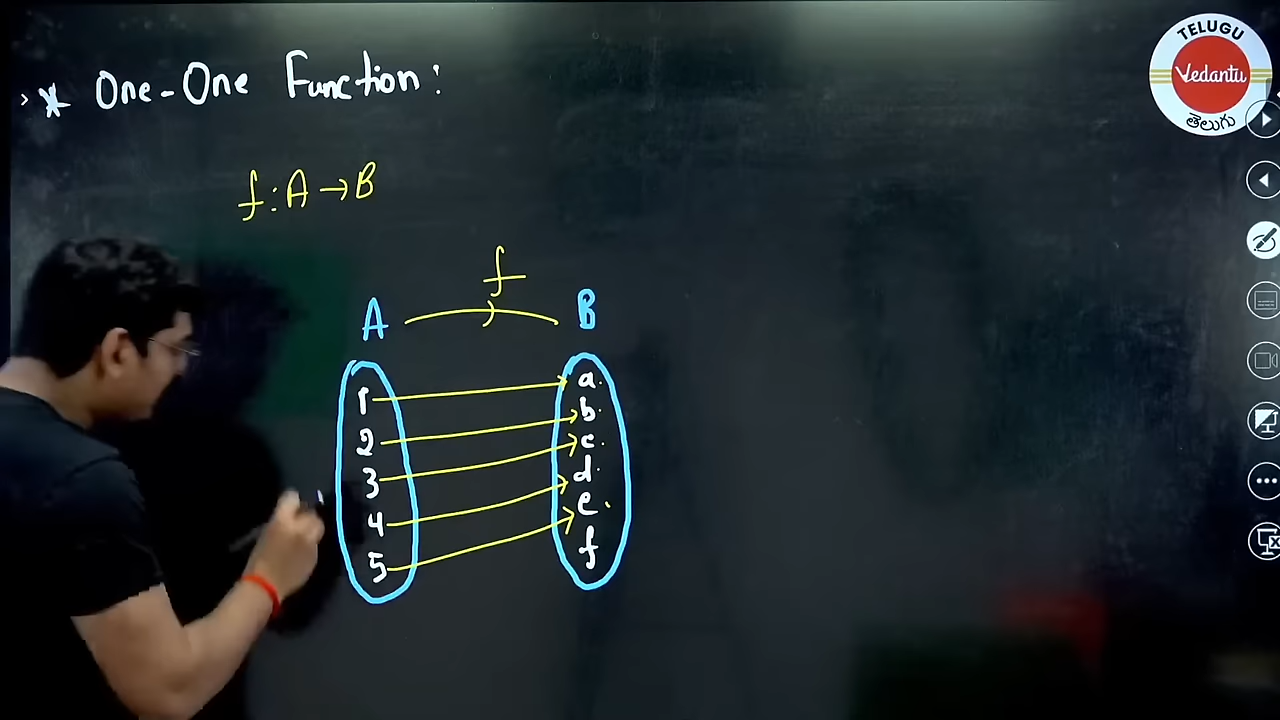 * One-One Function:
f: A → B
f
A B
1 a.
2 b.
3 c.
4 d.
5 e.
f
TELUGU
Vedantu
తెలుగు